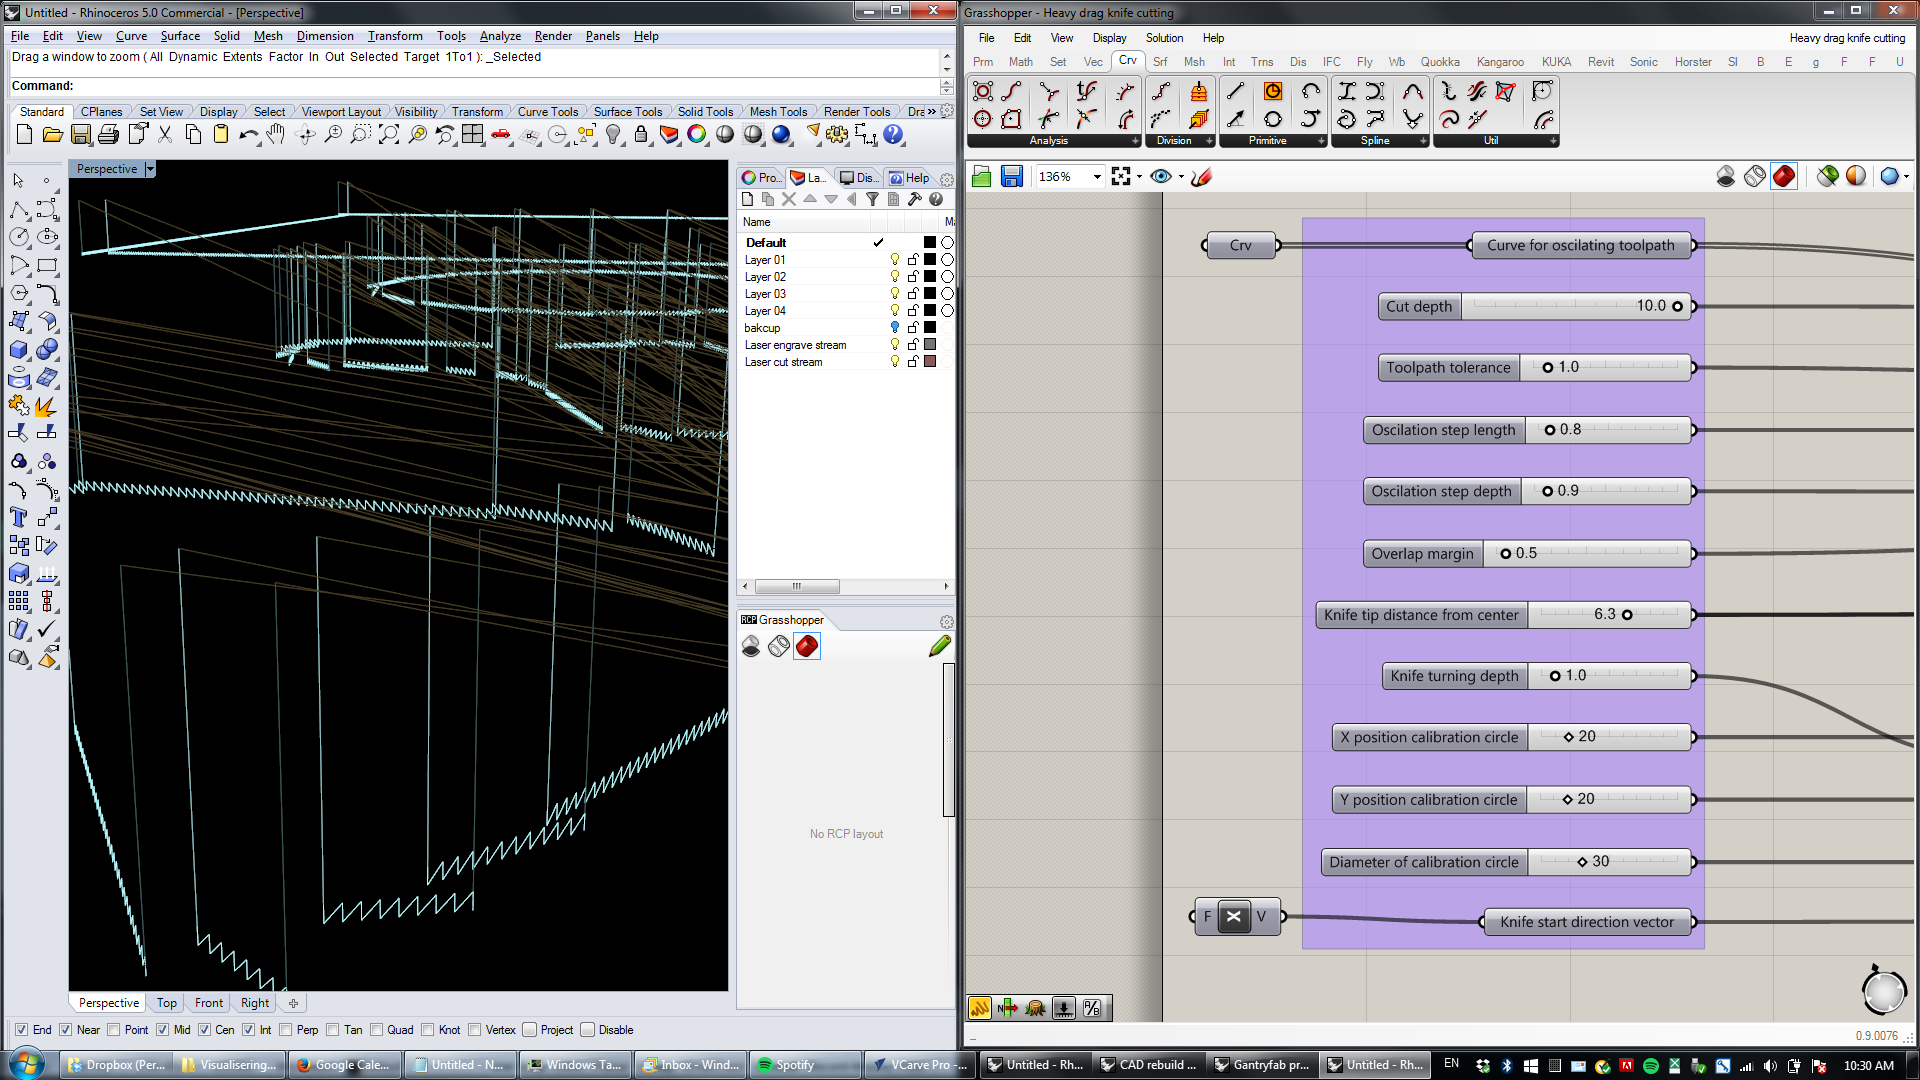 Untitled - Rhinoceros 5.0 Commercial - [Perspective]
File Edit View Curve Surface Solid Mesh Dimension Transform Tools Analyze Render Panels Help
Drag a window to zoom ( All Dynamic Extents Factor In Out Selected Target 1To1 ): _Selected
Command:
Standard CPlanes Set View Display Select Viewport Layout Visibility Transform Curve Tools Surface Tools Solid Tools Mesh Tools Render Tools Dra »
Perspective
Pro... La... Dis... Help
Name
Default
Layer 01
Layer 02
Layer 03
Layer 04
bakcup
Laser engrave stream
Laser cut stream
RCP Grasshopper
No RCP layout
Perspective Top Front Right
End Near Point Mid Cen Int Perp Tan Quad Knot Vertex Project Disable
Grasshopper - Heavy drag knife cutting
File Edit View Display Solution Help
Heavy drag knife cutting
Prm Math Set Vec Crv Srf Msh Int Trns Dis IFC Fly Wb Quokka Kangaroo KUKA Revit Sonic Horster SI B E g F F U
Analysis Division Primitive Spline Util
136%
Crv
Curve for oscilating toolpath
Cut depth 10.0
Toolpath tolerance 1.0
Oscilation step length 0.8
Oscilation step depth 0.9
Overlap margin 0.5
Knife tip distance from center 6.3
Knife turning depth 1.0
X position calibration circle 20
Y position calibration circle 20
Diameter of calibration circle 30
F V
Knife start direction vector
0.9.0076
Dropbox (Per... Visualisering... Google Cale... Untitled - N... Windows Ta... Inbox - Wind... Spotify VCarve Pro -... Untitled - Rh... CAD rebuild ... Gantryfab pr... Untitled - Rh... EN 10:30 AM